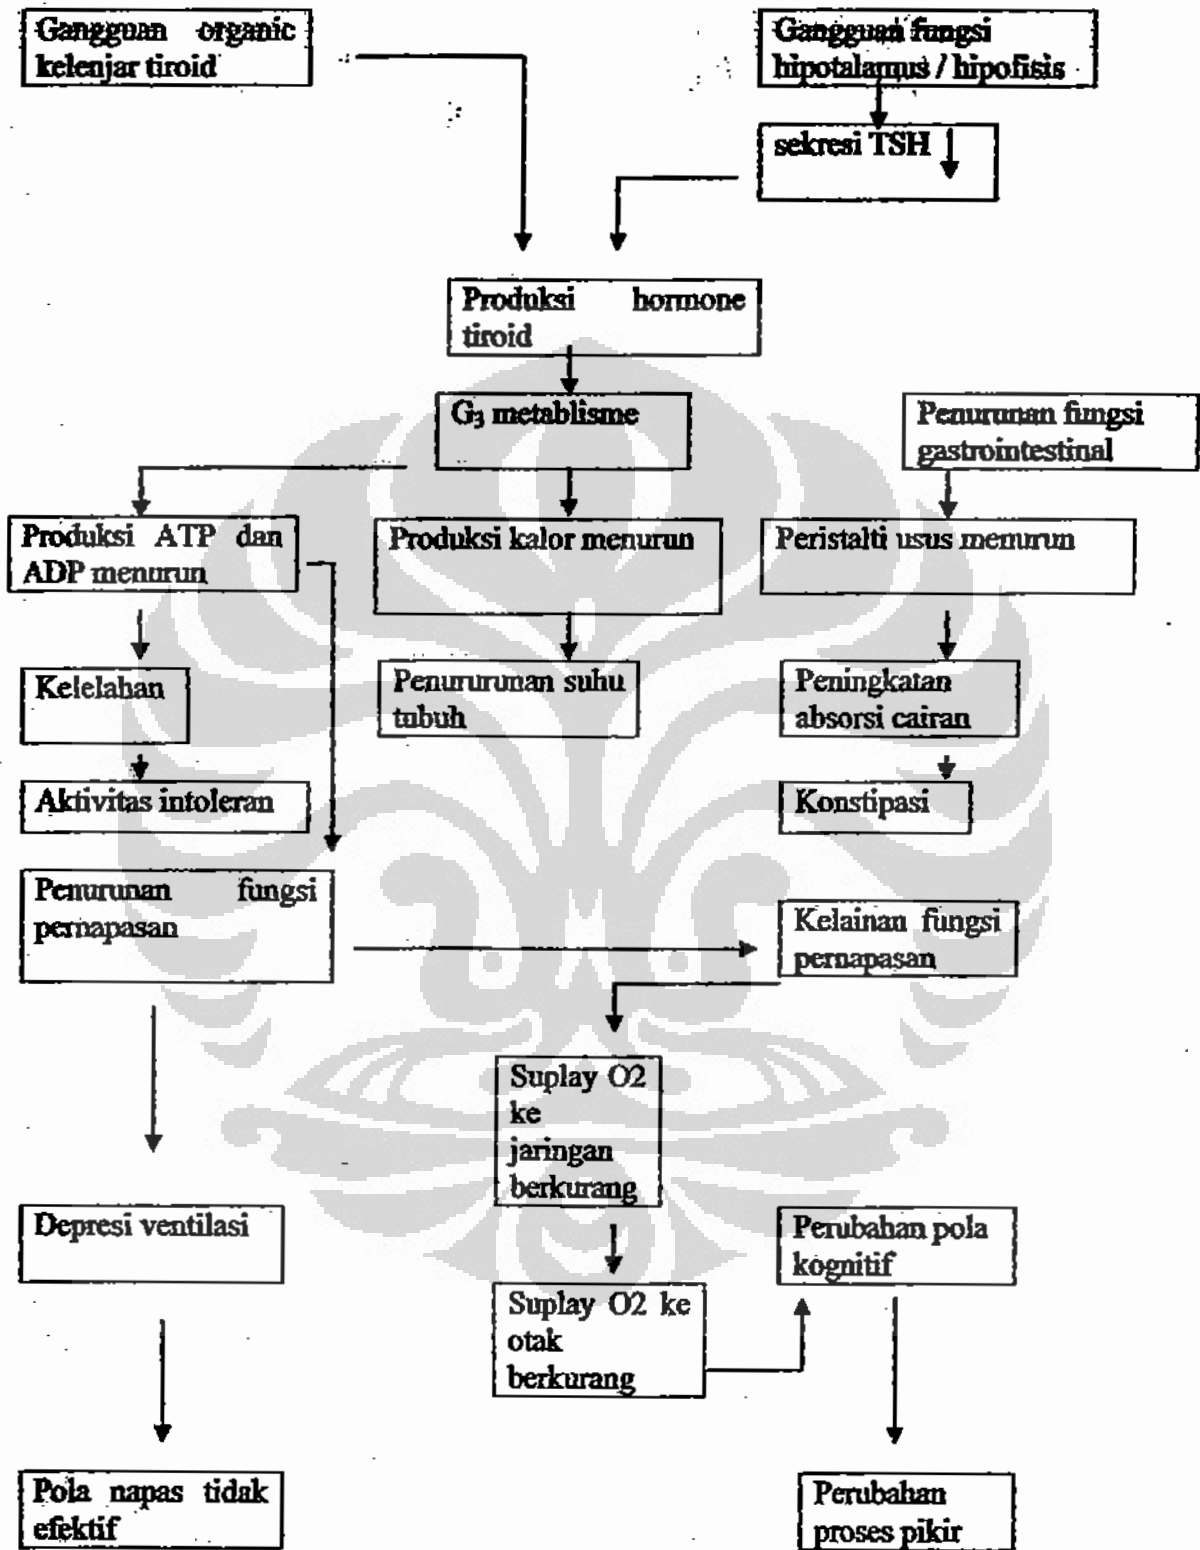 Gangguan organic
kelenjar tiroid
Gangguan fungsi
hipotalamus / hipofisis
sekresi TSH
Produksi hormone
tiroid
G3 metablisme
Penurunan fungsi
gastrointestinal
Produksi ATP dan
ADP menurun
Produksi kalor menurun
Peristalti usus menurun
Kelelahan
Penururunan suhu
tubuh
Peningkatan
absorsi cairan
Aktivitas intoleran
Konstipasi
Penurunan fungsi
pernapasan
Kelainan fungsi
pernapasan
Suplay O2
ke
jaringan
berkurang
Depresi ventilasi
Perubahan pola
kognitif
Suplay O2 ke
otak
berkurang
Pola napas tidak
efektif
Perubahan
proses pikir